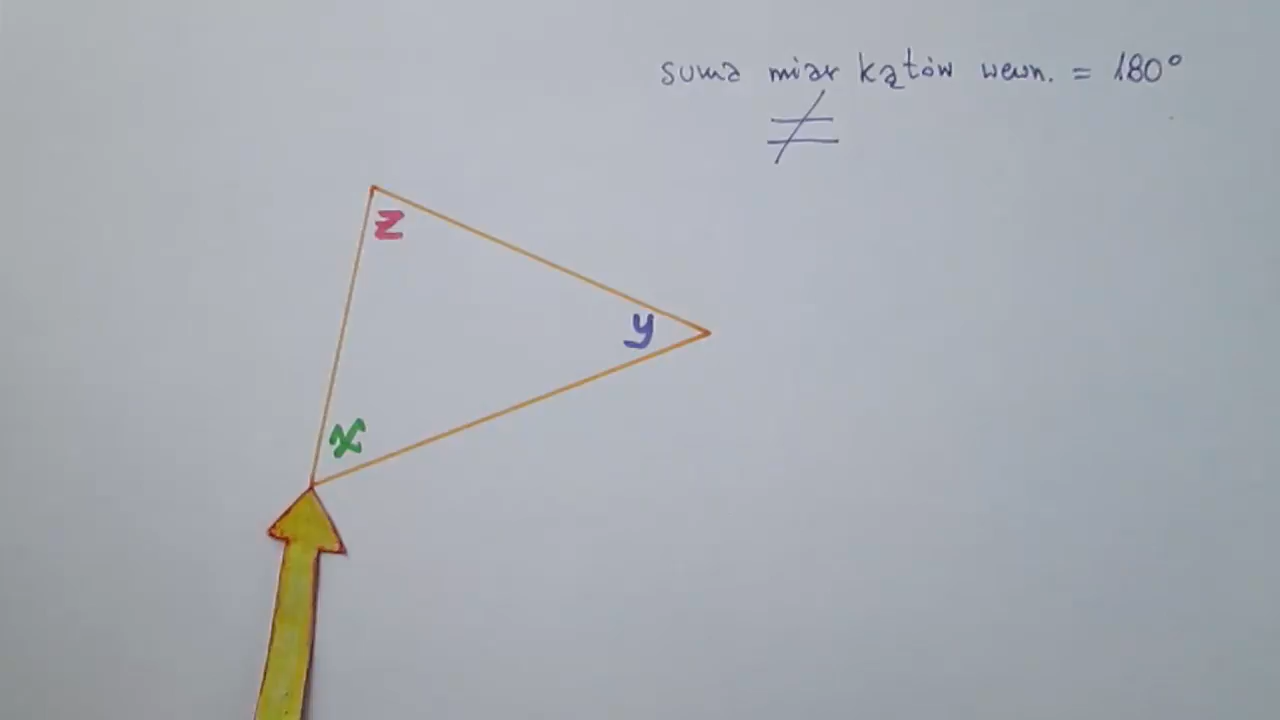 suma miar kątów wewn. = 180°
≠
z
y
x